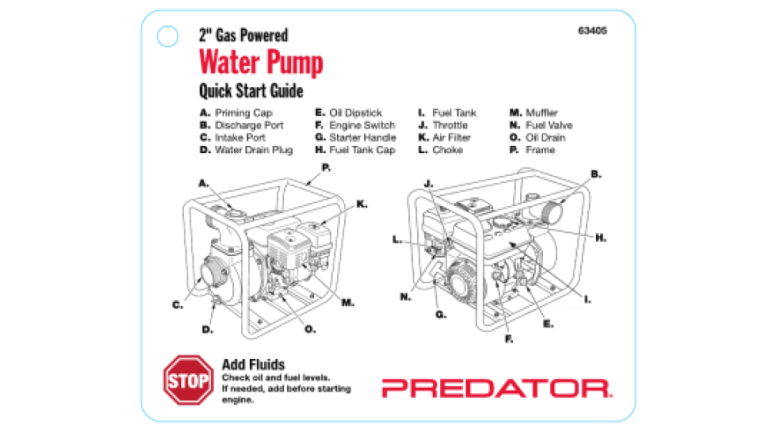 2" Gas Powered
63405
Water Pump
Quick Start Guide
A. Priming Cap
B. Discharge Port
C. Intake Port
D. Water Drain Plug
E. Oil Dipstick
F. Engine Switch
G. Starter Handle
H. Fuel Tank Cap
I. Fuel Tank
J. Throttle
K. Air Filter
L. Choke
M. Muffler
N. Fuel Valve
O. Oil Drain
P. Frame
P.
A.
K.
C.
D.
O.
M.
J.
B.
L.
H.
N.
G.
I.
E.
F.
STOP
Add Fluids
Check oil and fuel levels.
If needed, add before starting
engine.
PREDATOR.